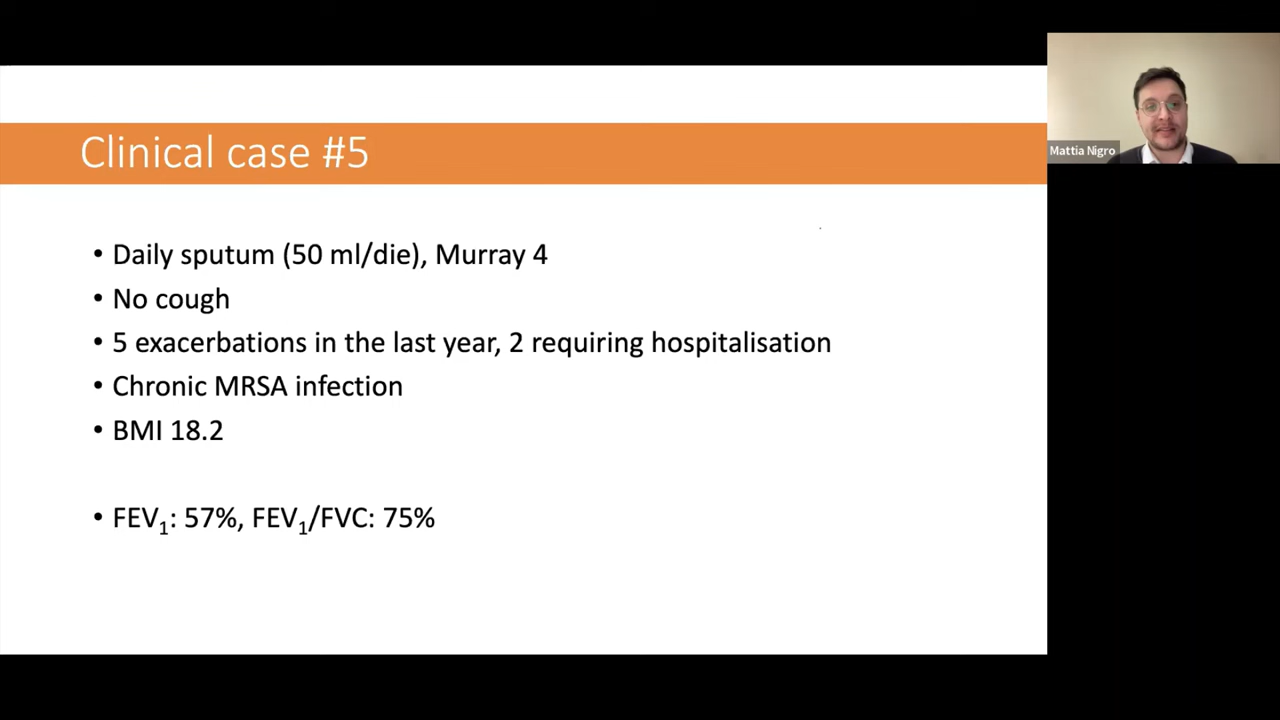 Clinical case #5
Mattia Nigro
• Daily sputum (50 ml/die), Murray 4
• No cough
• 5 exacerbations in the last year, 2 requiring hospitalisation
• Chronic MRSA infection
• BMI 18.2
• FEV₁: 57%, FEV₁/FVC: 75%